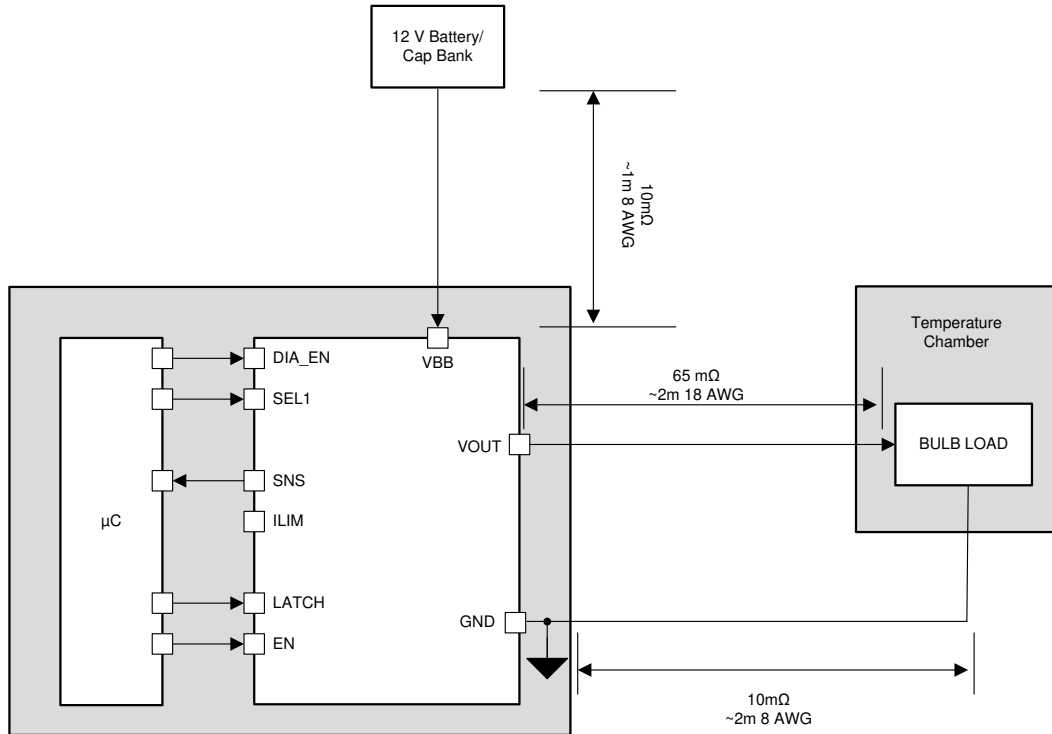 12 V Battery/
Cap Bank
10mΩ
~1m 8 AWG
Temperature
Chamber
DIA_EN
VBB
SEL1
65 mΩ
~2m 18 AWG
VOUT
BULB LOAD
SNS
µC
ILIM
LATCH
GND
EN
10mΩ
~2m 8 AWG